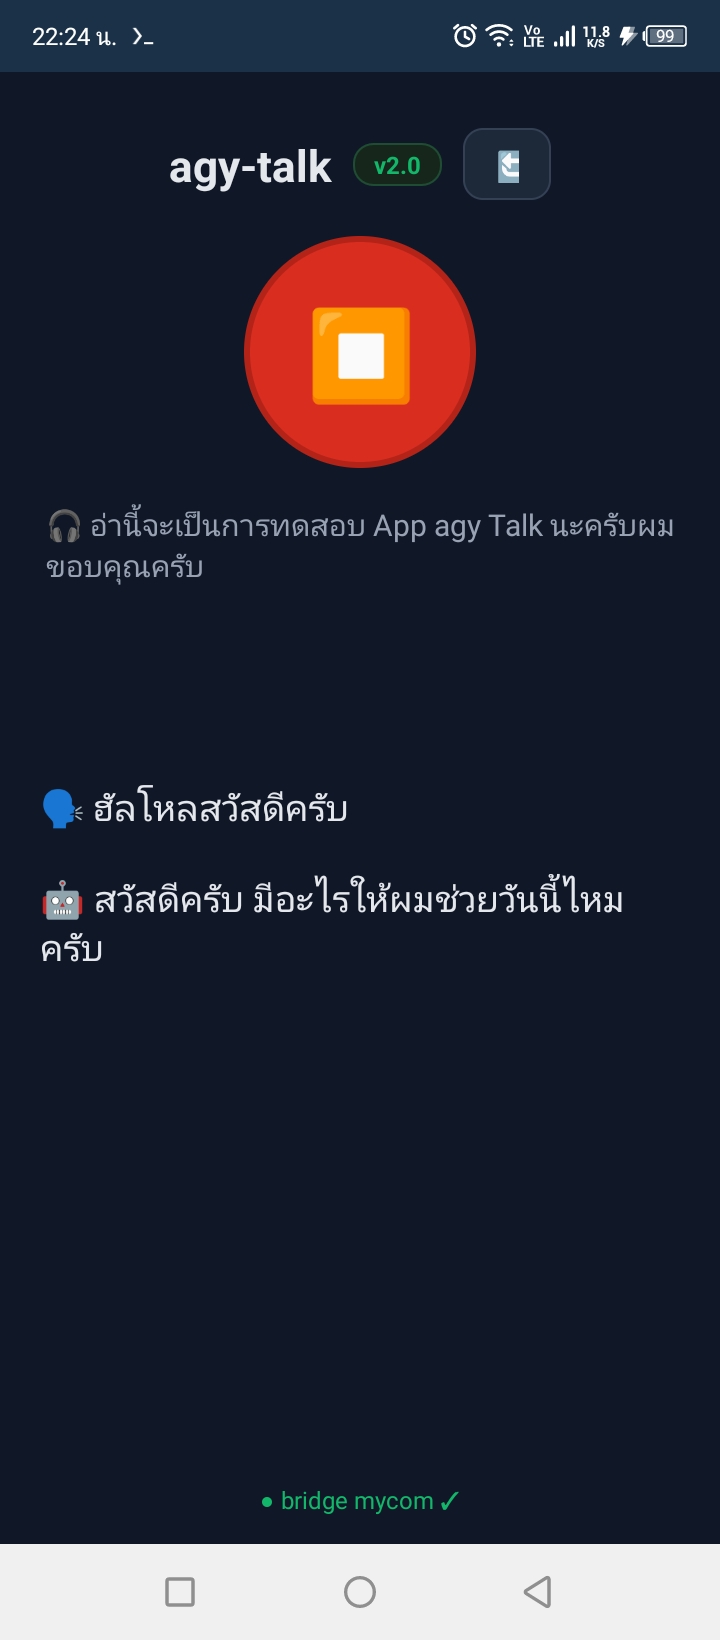 22:24 น.
Vo LTE 11.8 K/S 99
agy-talk v2.0
🎧 อ่านี้จะเป็นการทดสอบ App agy Talk นะครับผม
ขอบคุณครับ
🗣️ ฮัลโหลสวัสดีครับ
🤖 สวัสดีครับ มีอะไรให้ผมช่วยวันนี้ไหม
ครับ
● bridge mycom ✓